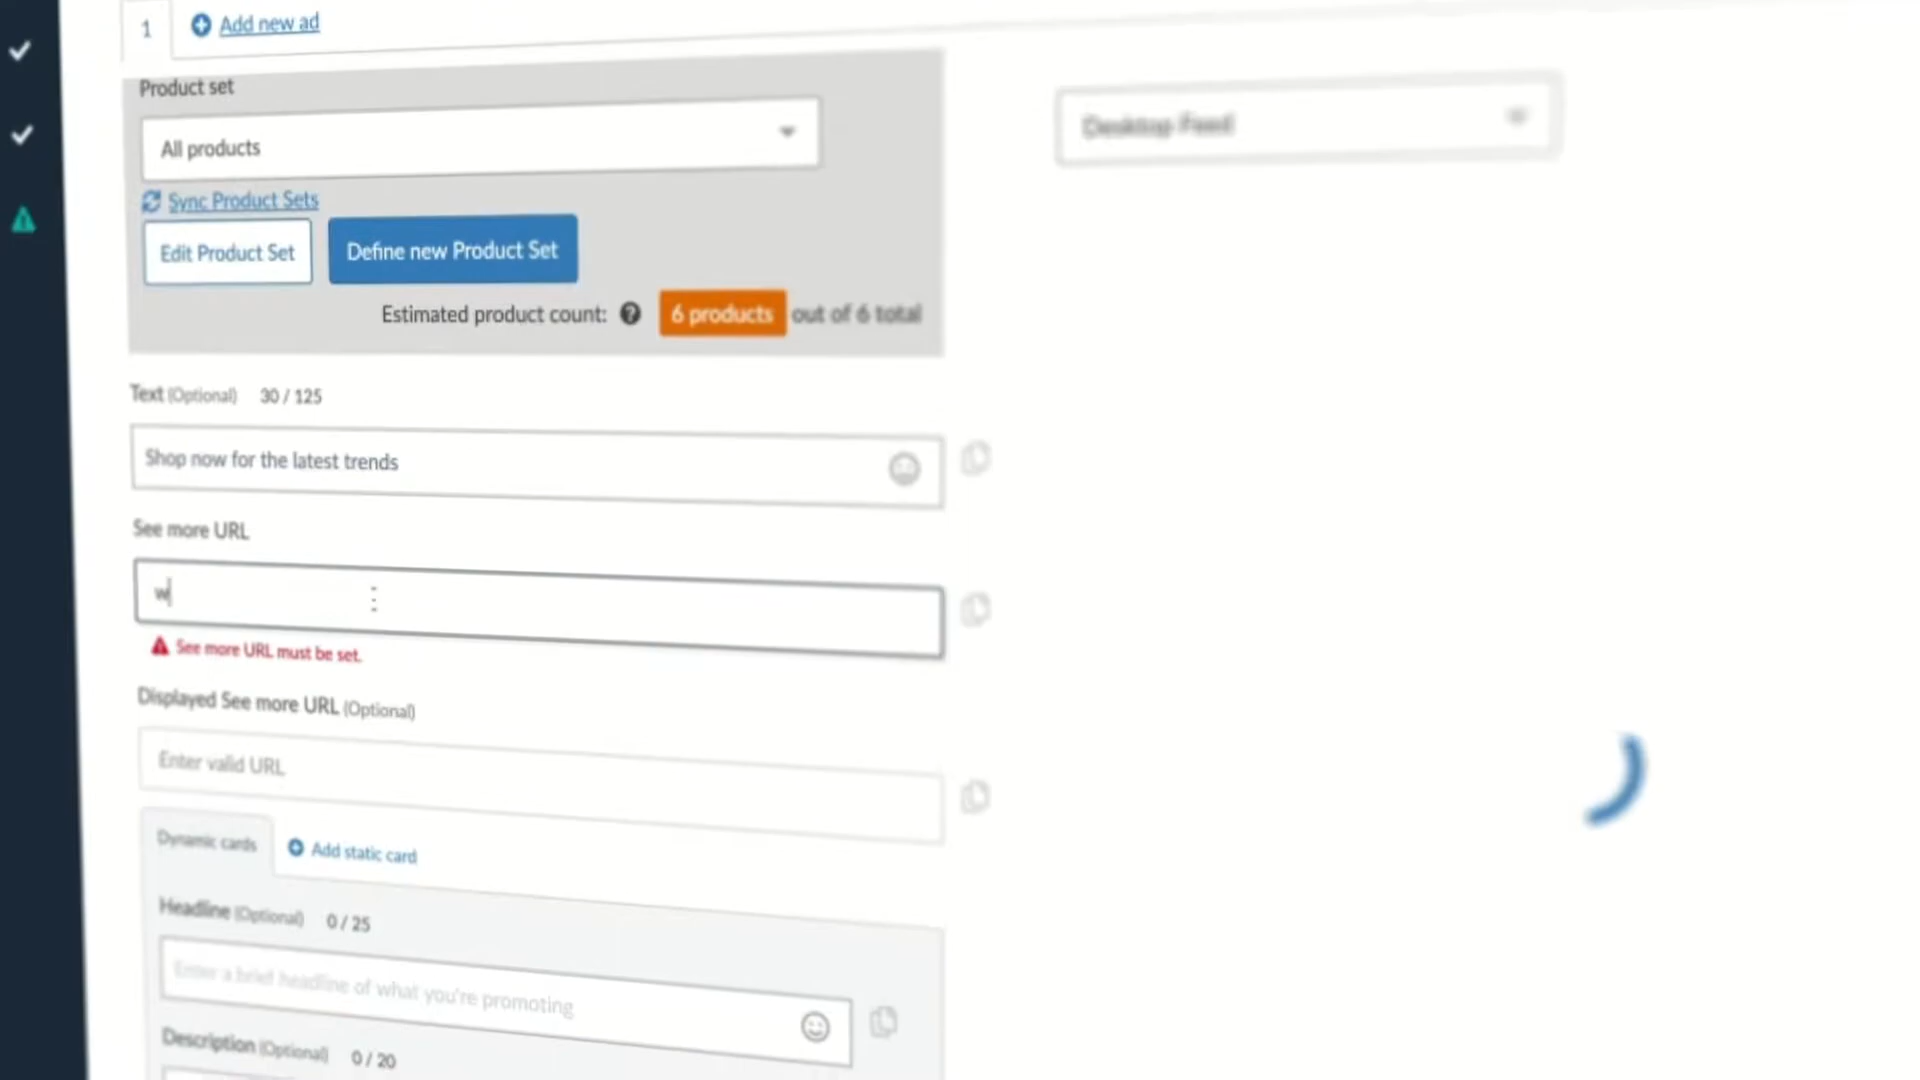 1
Add new ad
Product set
All products
Sync Product Sets
Edit Product Set
Define new Product Set
Estimated product count: ? 6 products out of 6 total
Desktop Feed
Text (Optional) 30 / 125
Shop now for the latest trends
See more URL
w
See more URL must be set.
Displayed See more URL (Optional)
Enter valid URL
Dynamic cards
Add static card
Headline (Optional) 0 / 25
Enter a brief headline of what you're promoting
Description (Optional) 0 / 20